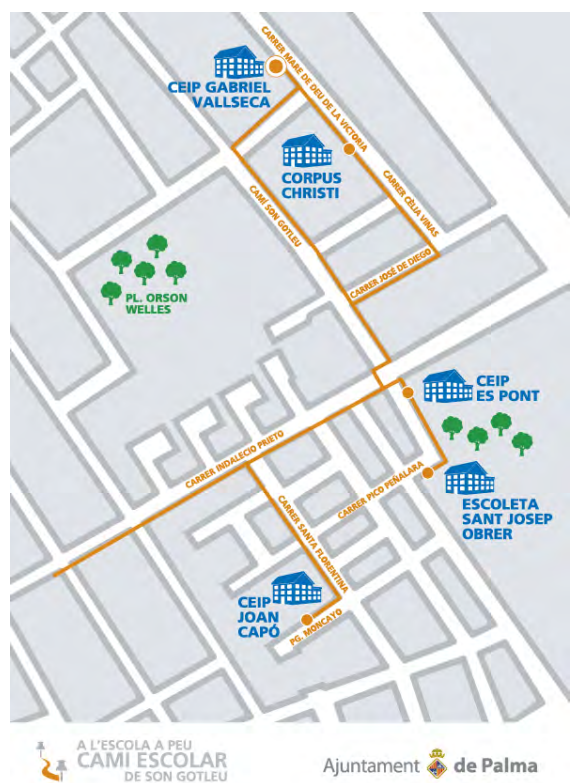 CARRER MARE DE DEU DE LA VICTORIA
CEIP GABRIEL
VALLSECA
CORPUS
CHRISTI
CAMÍ SON GOTLEU
CARRER CÈLIA VIÑAS
CARRER JOSÉ DE DIEGO
PL. ORSON
WELLES
CEIP
ES PONT
CARRER INDALECIO PRIETO
CARRER PICO PEÑALARA
ESCOLETA
SANT JOSEP
OBRER
CARRER SANTA FLORENTINA
CEIP
JOAN
CAPÓ
PG. MONCAYO
A L'ESCOLA A PEU
CAMI ESCOLAR
DE SON GOTLEU
Ajuntament de Palma